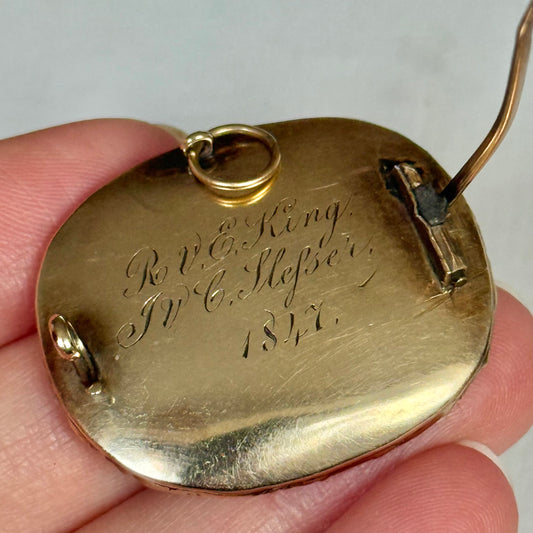 R V E. King.
J V C. Slesser.
1847.